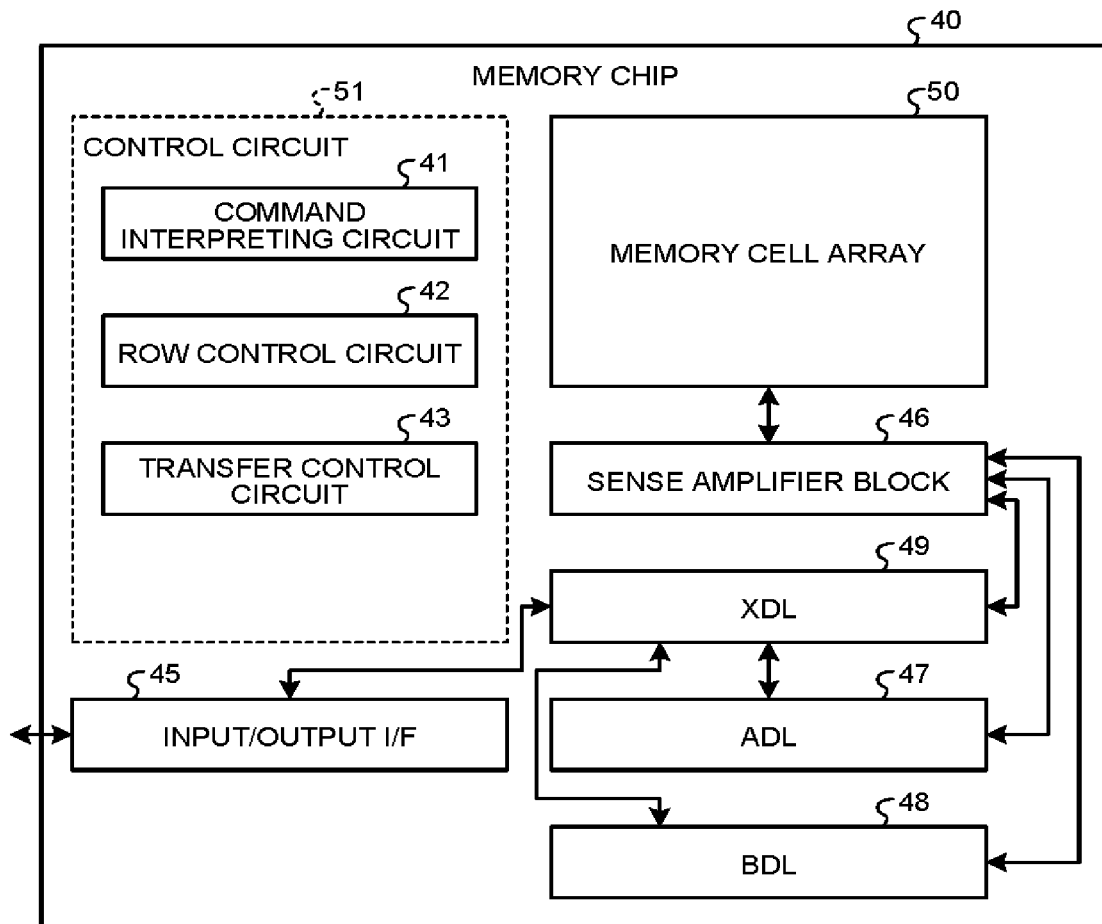 40
MEMORY CHIP
51
CONTROL CIRCUIT
41
COMMAND
INTERPRETING CIRCUIT
42
ROW CONTROL CIRCUIT
43
TRANSFER CONTROL
CIRCUIT
50
MEMORY CELL ARRAY
46
SENSE AMPLIFIER BLOCK
49
XDL
45
INPUT/OUTPUT I/F
47
ADL
48
BDL